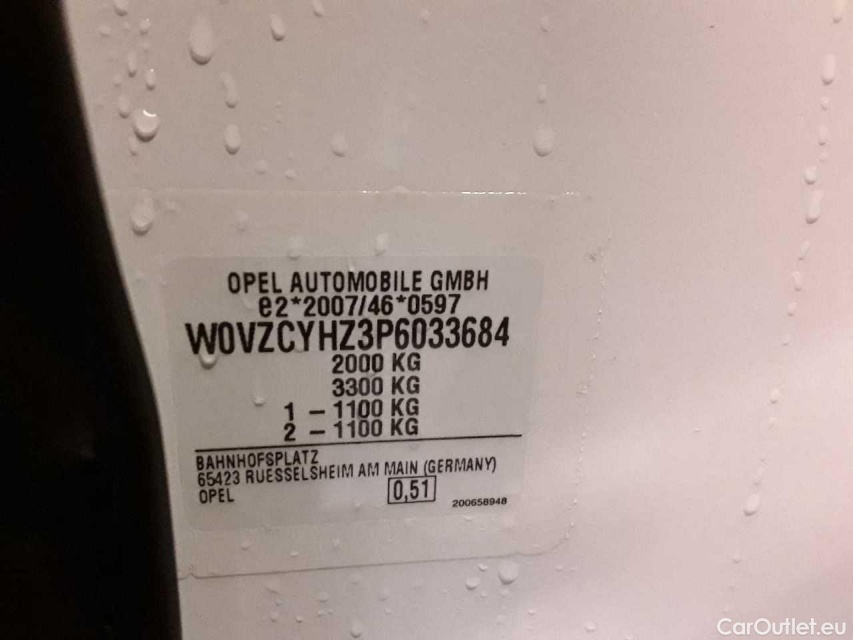 OPEL AUTOMOBILE GMBH
e2*2007/46*0597
W0VZCYHZ3P6033684
2000 KG
3300 KG
1 – 1100 KG
2 – 1100 KG
BAHNHOFSPLATZ
65423 RUESSELSHEIM AM MAIN (GERMANY)
OPEL 0,51
200658948
CarOutlet.eu